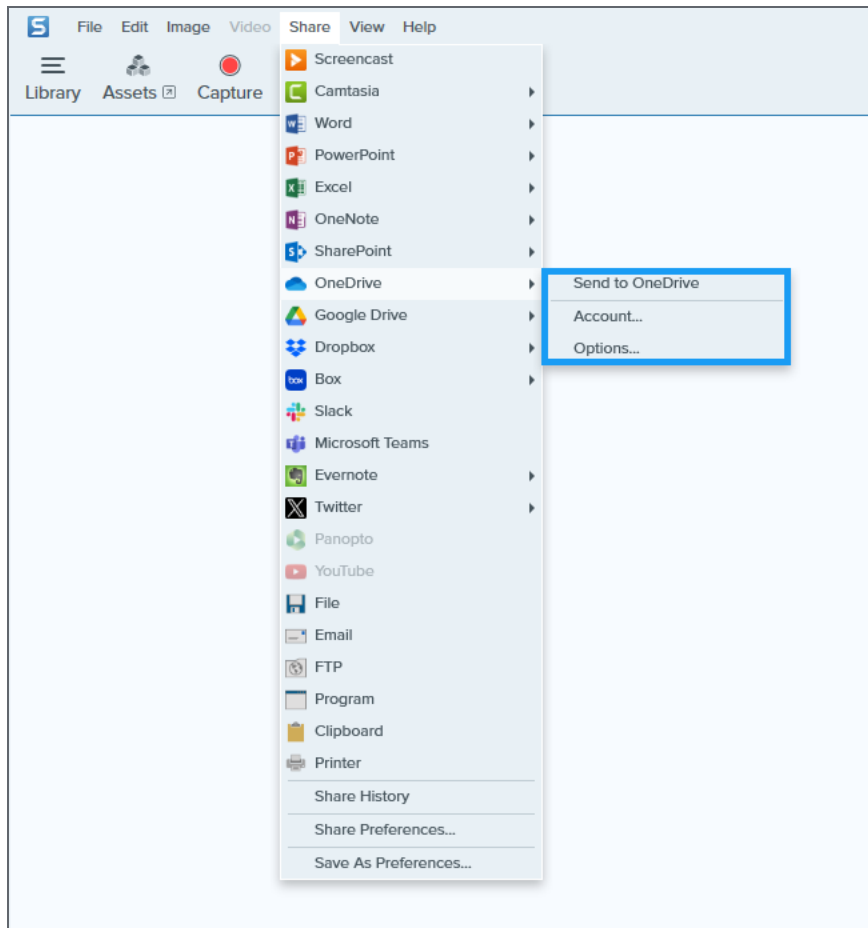 File Edit Image Video Share View Help
Library Assets Capture
Screencast
Camtasia
Word
PowerPoint
Excel
OneNote
SharePoint
OneDrive
Send to OneDrive
Account...
Options...
Google Drive
Dropbox
box Box
Slack
Microsoft Teams
Evernote
Twitter
Panopto
YouTube
File
Email
FTP
Program
Clipboard
Printer
Share History
Share Preferences...
Save As Preferences...